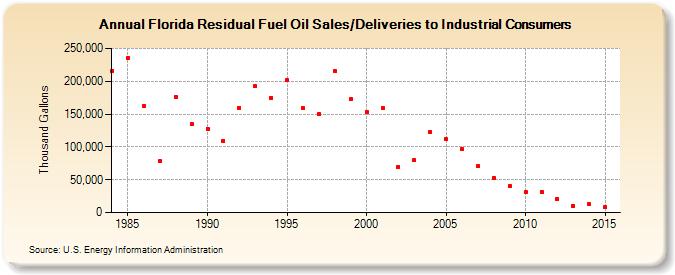 Annual Florida Residual Fuel Oil Sales/Deliveries to Industrial Consumers
Thousand Gallons
250,000
200,000
150,000
100,000
50,000
0
1985 1990 1995 2000 2005 2010 2015
Source: U.S. Energy Information Administration